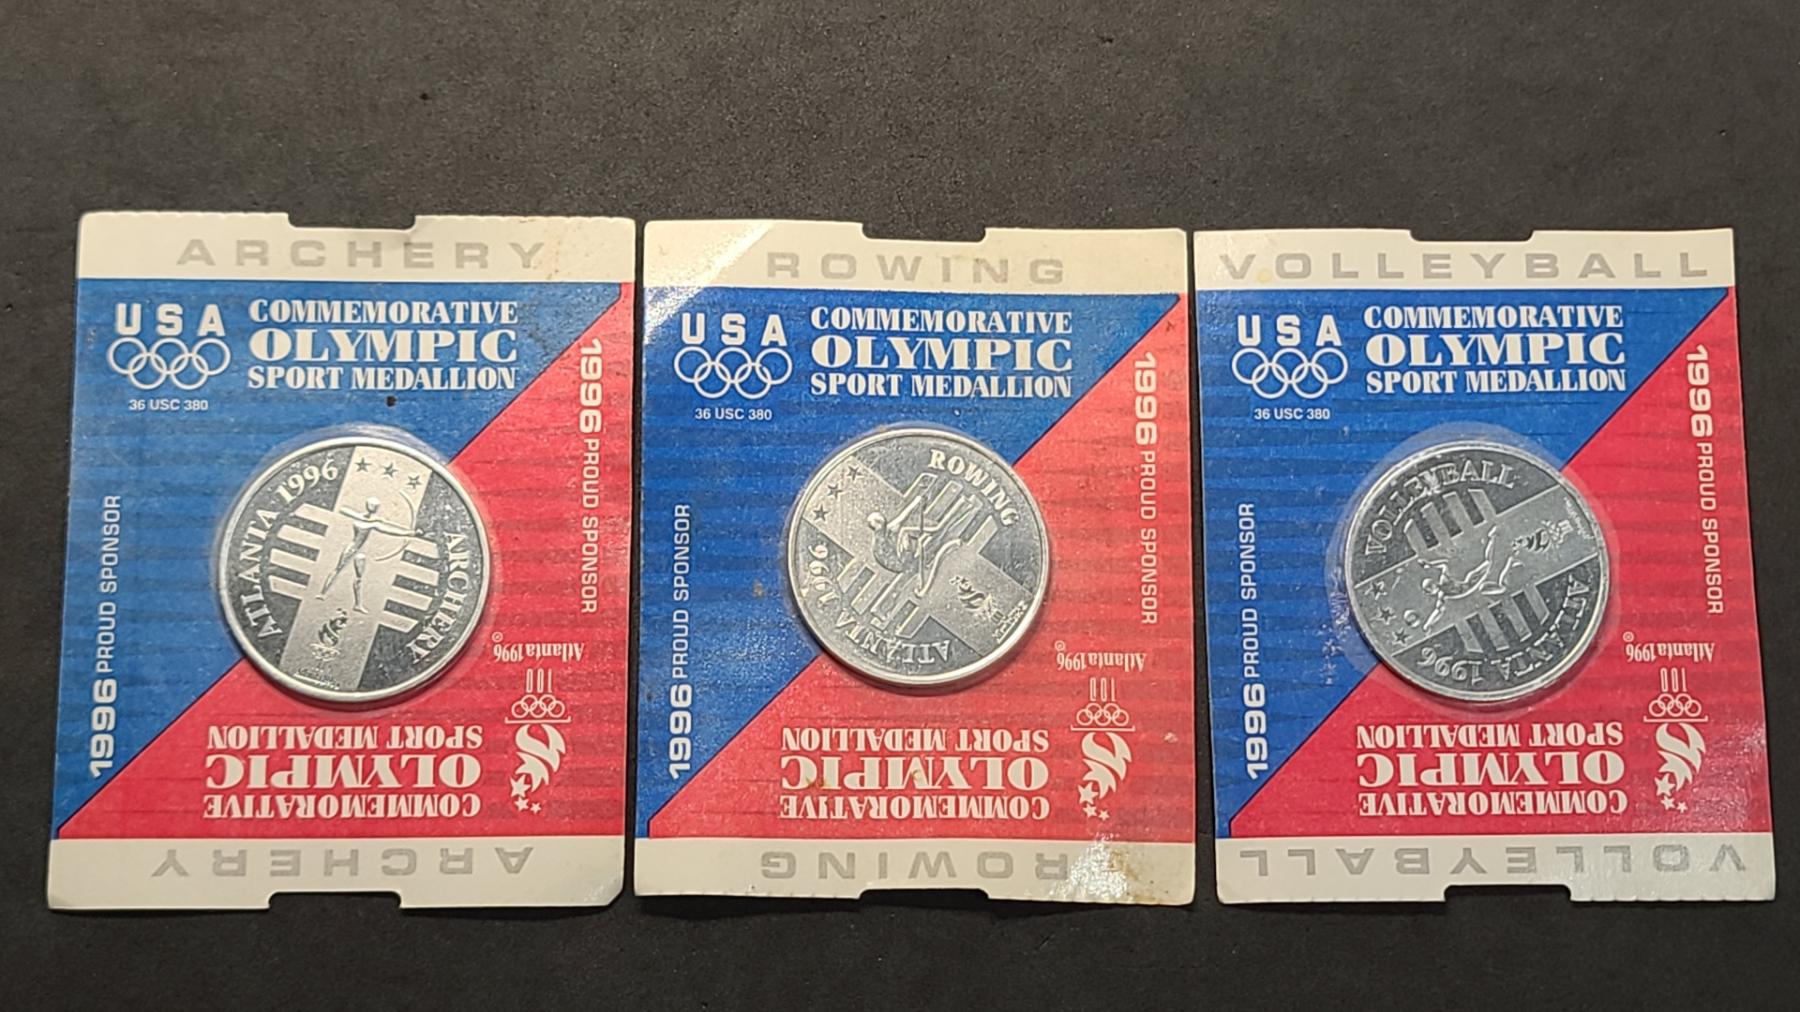 ARCHERY
USA
COMMEMORATIVE
OLYMPIC
SPORT MEDALLION
36 USC 380
1996 PROUD SPONSOR
1996 PROUD SPONSOR
ATLANTA 1996
ARCHERY
Atlanta 1996®
100
COMMEMORATIVE
OLYMPIC
SPORT MEDALLION
ARCHERY
ROWING
USA
COMMEMORATIVE
OLYMPIC
SPORT MEDALLION
36 USC 380
1996 PROUD SPONSOR
1996 PROUD SPONSOR
ROWING
ATLANTA 1996
Atlanta 1996®
100
COMMEMORATIVE
OLYMPIC
SPORT MEDALLION
ROWING
VOLLEYBALL
USA
COMMEMORATIVE
OLYMPIC
SPORT MEDALLION
36 USC 380
1996 PROUD SPONSOR
1996 PROUD SPONSOR
VOLLEYBALL
ATLANTA 1996
Atlanta 1996®
100
COMMEMORATIVE
OLYMPIC
SPORT MEDALLION
VOLLEYBALL